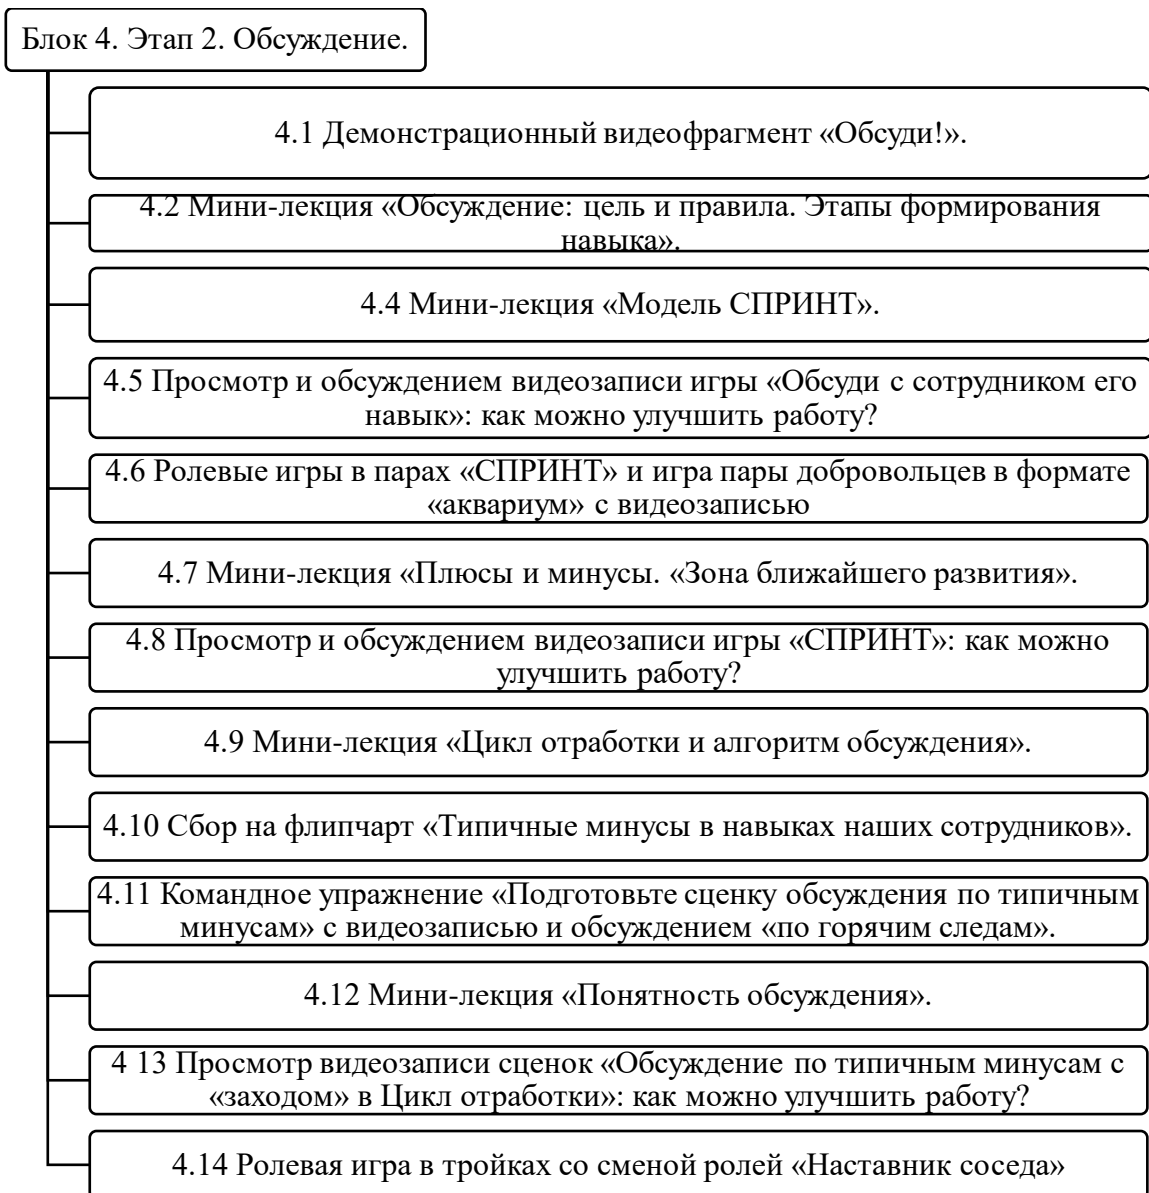 Блок 4. Этап 2. Обсуждение.
4.1 Демонстрационный видеофрагмент «Обсуди!».
4.2 Мини-лекция «Обсуждение: цель и правила. Этапы формирования
навыка».
4.4 Мини-лекция «Модель СПРИНТ».
4.5 Просмотр и обсуждением видеозаписи игры «Обсуди с сотрудником его
навык»: как можно улучшить работу?
4.6 Ролевые игры в парах «СПРИНТ» и игра пары добровольцев в формате
«аквариум» с видеозаписью
4.7 Мини-лекция «Плюсы и минусы. «Зона ближайшего развития».
4.8 Просмотр и обсуждением видеозаписи игры «СПРИНТ»: как можно
улучшить работу?
4.9 Мини-лекция «Цикл отработки и алгоритм обсуждения».
4.10 Сбор на флипчарт «Типичные минусы в навыках наших сотрудников».
4.11 Командное упражнение «Подготовьте сценку обсуждения по типичным
минусам» с видеозаписью и обсуждением «по горячим следам».
4.12 Мини-лекция «Понятность обсуждения».
4 13 Просмотр видеозаписи сценок «Обсуждение по типичным минусам с
«заходом» в Цикл отработки»: как можно улучшить работу?
4.14 Ролевая игра в тройках со сменой ролей «Наставник соседа»